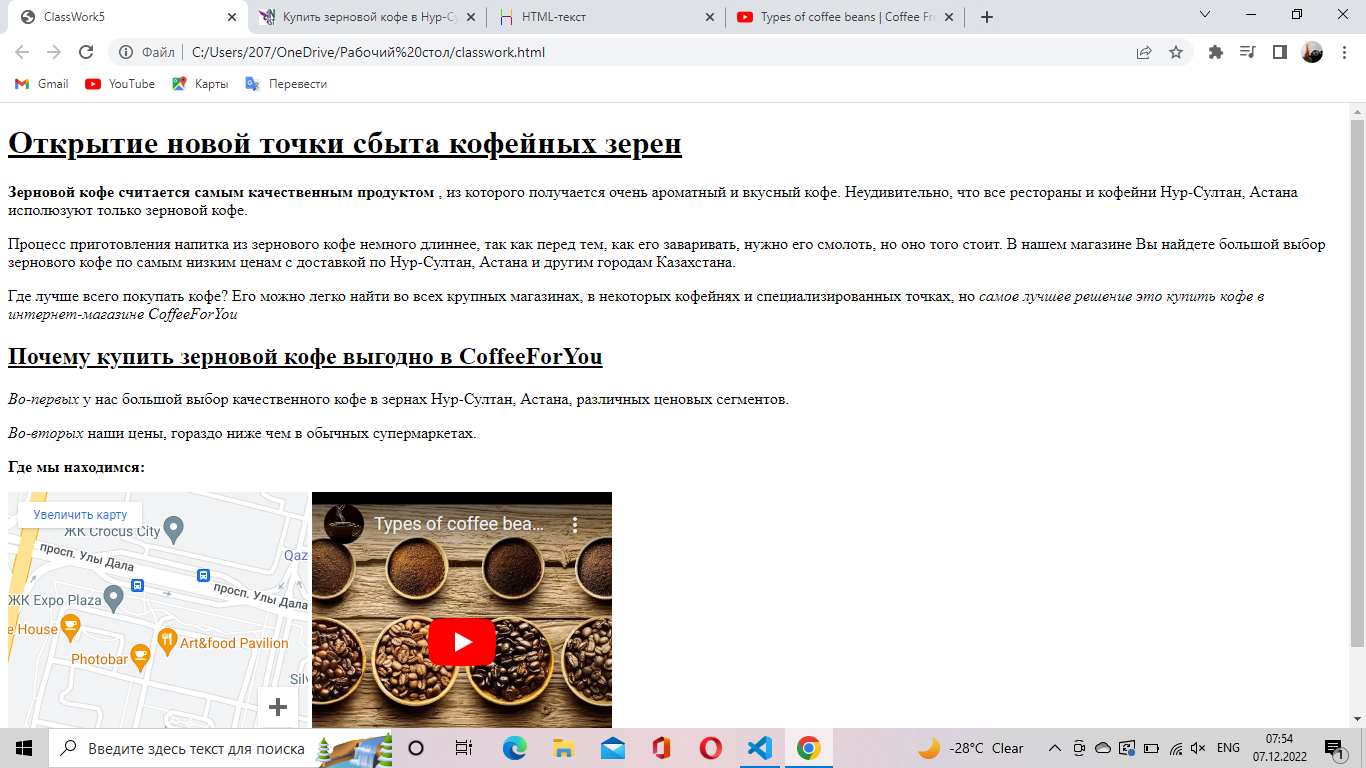 ClassWork5
Купить зерновой кофе в Нур-Су
HTML-текст
Types of coffee beans | Coffee Fr
Файл
C:/Users/207/OneDrive/Рабочий%20стол/classwork.html
Gmail
YouTube
Карты
Перевести
Открытие новой точки сбыта кофейных зерен
Зерновой кофе считается самым качественным продуктом , из которого получается очень ароматный и вкусный кофе. Неудивительно, что все рестораны и кофейни Нур-Султан, Астана
исползуют только зерновой кофе.
Процесс приготовления напитка из зернового кофе немного длиннее, так как перед тем, как его заваривать, нужно его смолоть, но оно того стоит. В нашем магазине Вы найдете большой выбор
зернового кофе по самым низким ценам с доставкой по Нур-Султан, Астана и другим городам Казахстана.
Где лучше всего покупать кофе? Его можно легко найти во всех крупных магазинах, в некоторых кофейнях и специализированных точках, но самое лучшее решение это купить кофе в
интернет-магазине CoffeeForYou
Почему купить зерновой кофе выгодно в CoffeeForYou
Во-первых у нас большой выбор качественного кофе в зернах Нур-Султан, Астана, различных ценовых сегментов.
Во-вторых наши цены, гораздо ниже чем в обычных супермаркетах.
Где мы находимся:
Увеличить карту
ЖК Crocus City
Qaz
просп. Улы Дала
просп. Улы Дала
ЖК Expo Plaza
e House
Art&food Pavilion
Photobar
Silv
Types of coffee bea...
Введите здесь текст для поиска
-28°C Clear
ENG
07:54
07.12.2022
1